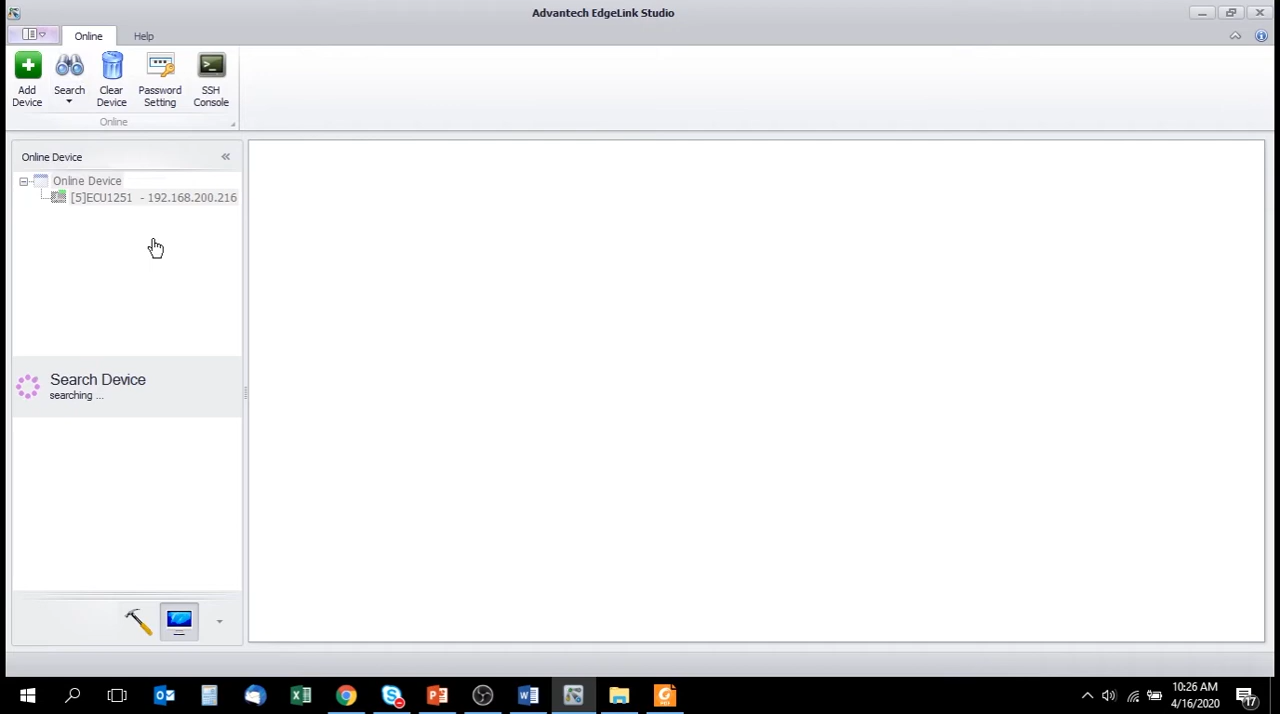 Advantech EdgeLink Studio
Online Help
Add Device
Search
Clear Device
Password Setting
SSH Console
Online
Online Device
Online Device
[5]ECU1251 - 192.168.200.216
Search Device
searching ...
10:26 AM
4/16/2020
17